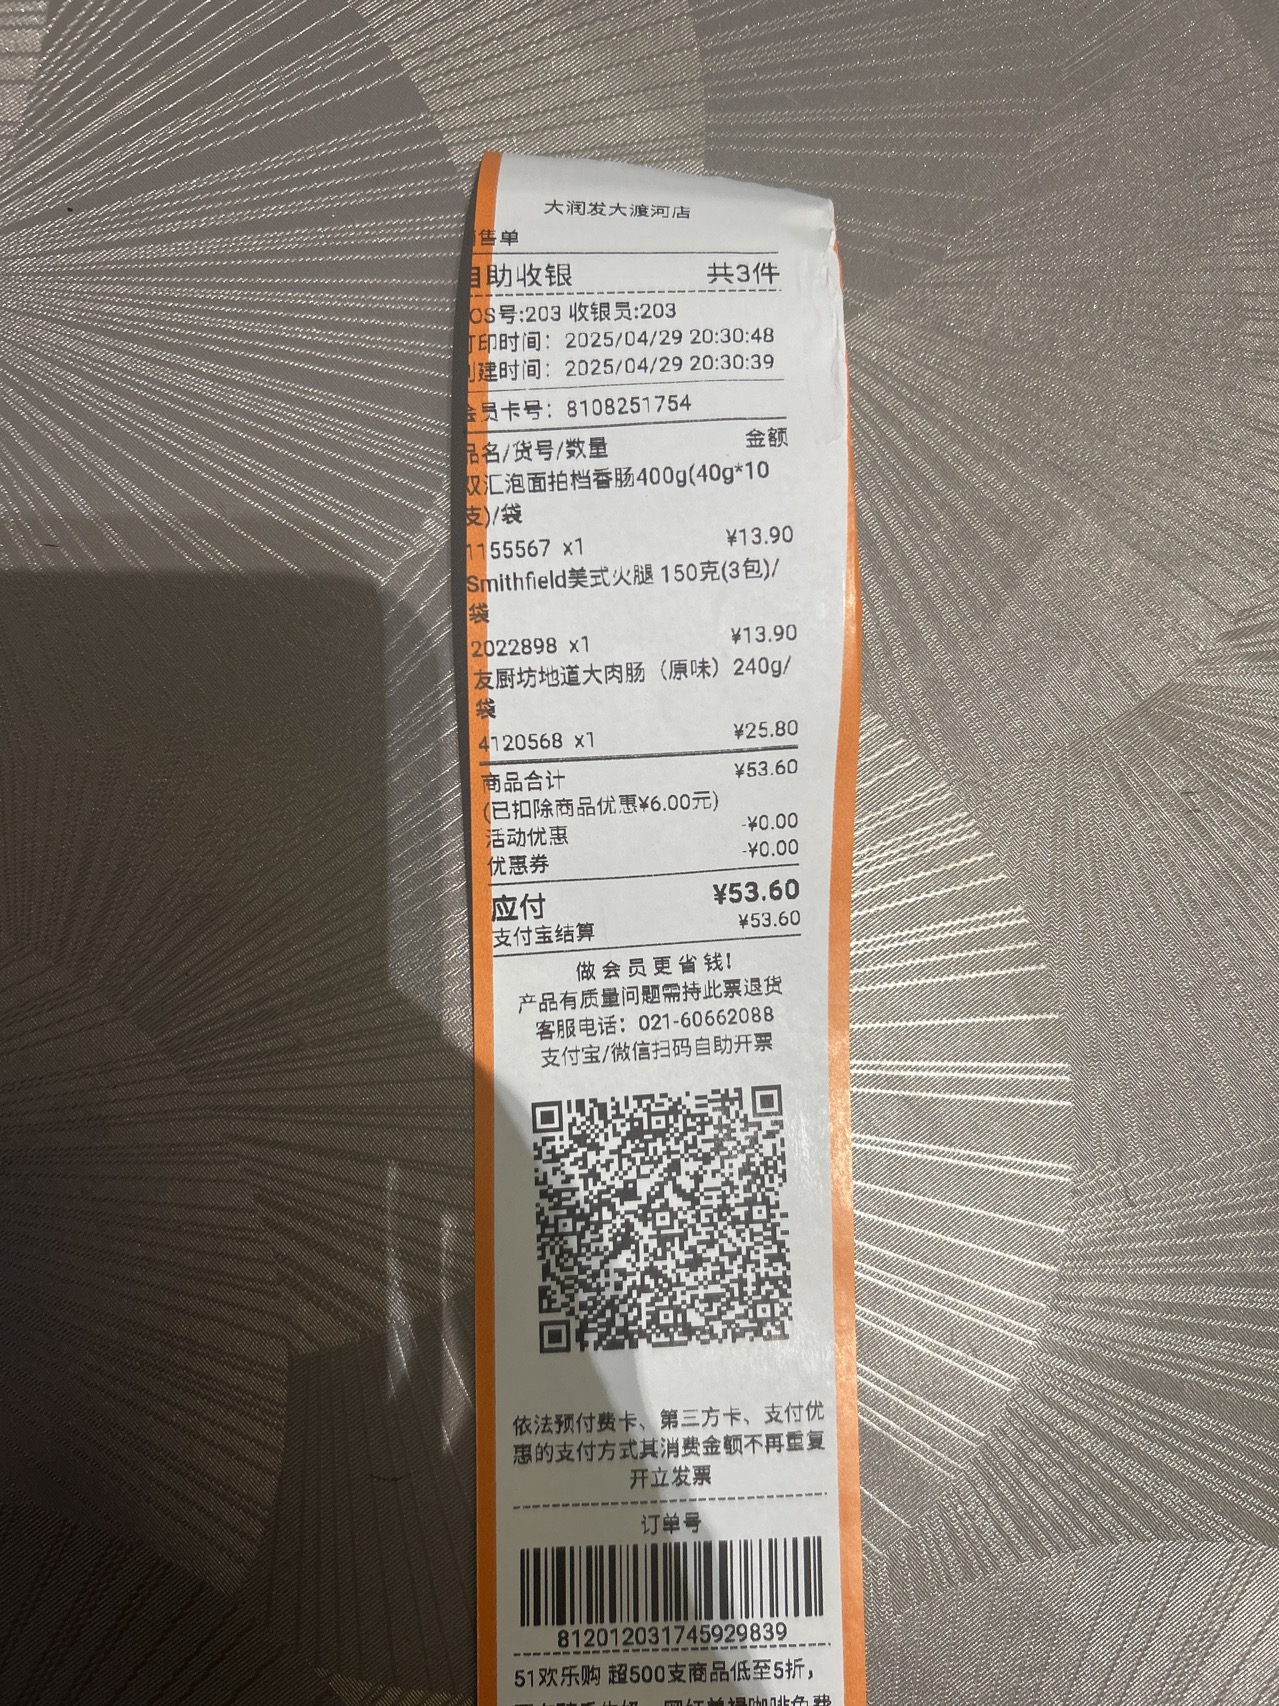 大润发大渡河店
售单
自助收银 共3件
OS号:203 收银员:203
打印时间：2025/04/29 20:30:48
创建时间：2025/04/29 20:30:39
会员卡号：8108251754
品名/货号/数量 金额
双汇泡面拍档香肠400g(40g*10
支)/袋
1155567 x1 ¥13.90
Smithfield美式火腿 150克(3包)/
袋
2022898 x1 ¥13.90
友厨坊地道大肉肠（原味）240g/
袋
4120568 x1 ¥25.80
商品合计 ¥53.60
(已扣除商品优惠¥6.00元)
活动优惠 -¥0.00
优惠券 -¥0.00
应付 ¥53.60
支付宝结算 ¥53.60
做会员更省钱!
产品有质量问题需持此票退货
客服电话：021-60662088
支付宝/微信扫码自助开票
依法预付费卡、第三方卡、支付优
惠的支付方式其消费金额不再重复
开立发票
订单号
812012031745929839
51欢乐购 超500支商品低至5折，